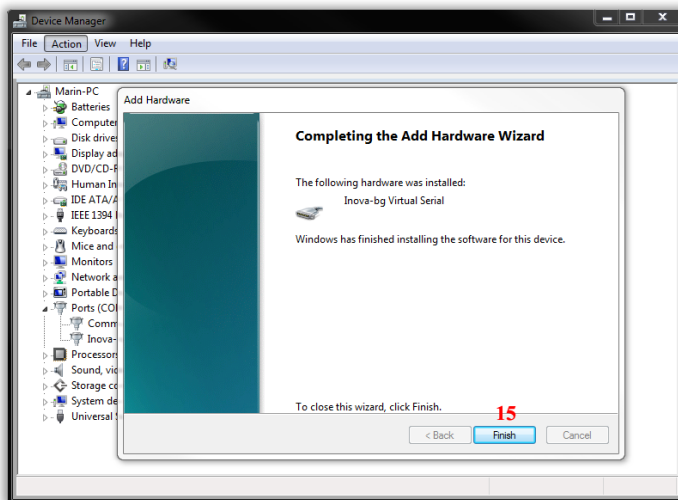 Device Manager
File Action View Help
Marin-PC
Batteries
Computer
Disk drive
Display ad
DVD/CD-
Human In
IDE ATA/A
IEEE 1394
Keyboards
Mice and
Monitors
Network a
Portable D
Ports (CO
Comm
Inova-
Processor
Sound, vid
Storage co
System de
Universal
Add Hardware
Completing the Add Hardware Wizard
The following hardware was installed:
Inova-bg Virtual Serial
Windows has finished installing the software for this device.
To close this wizard, click Finish.
15
< Back Finish Cancel